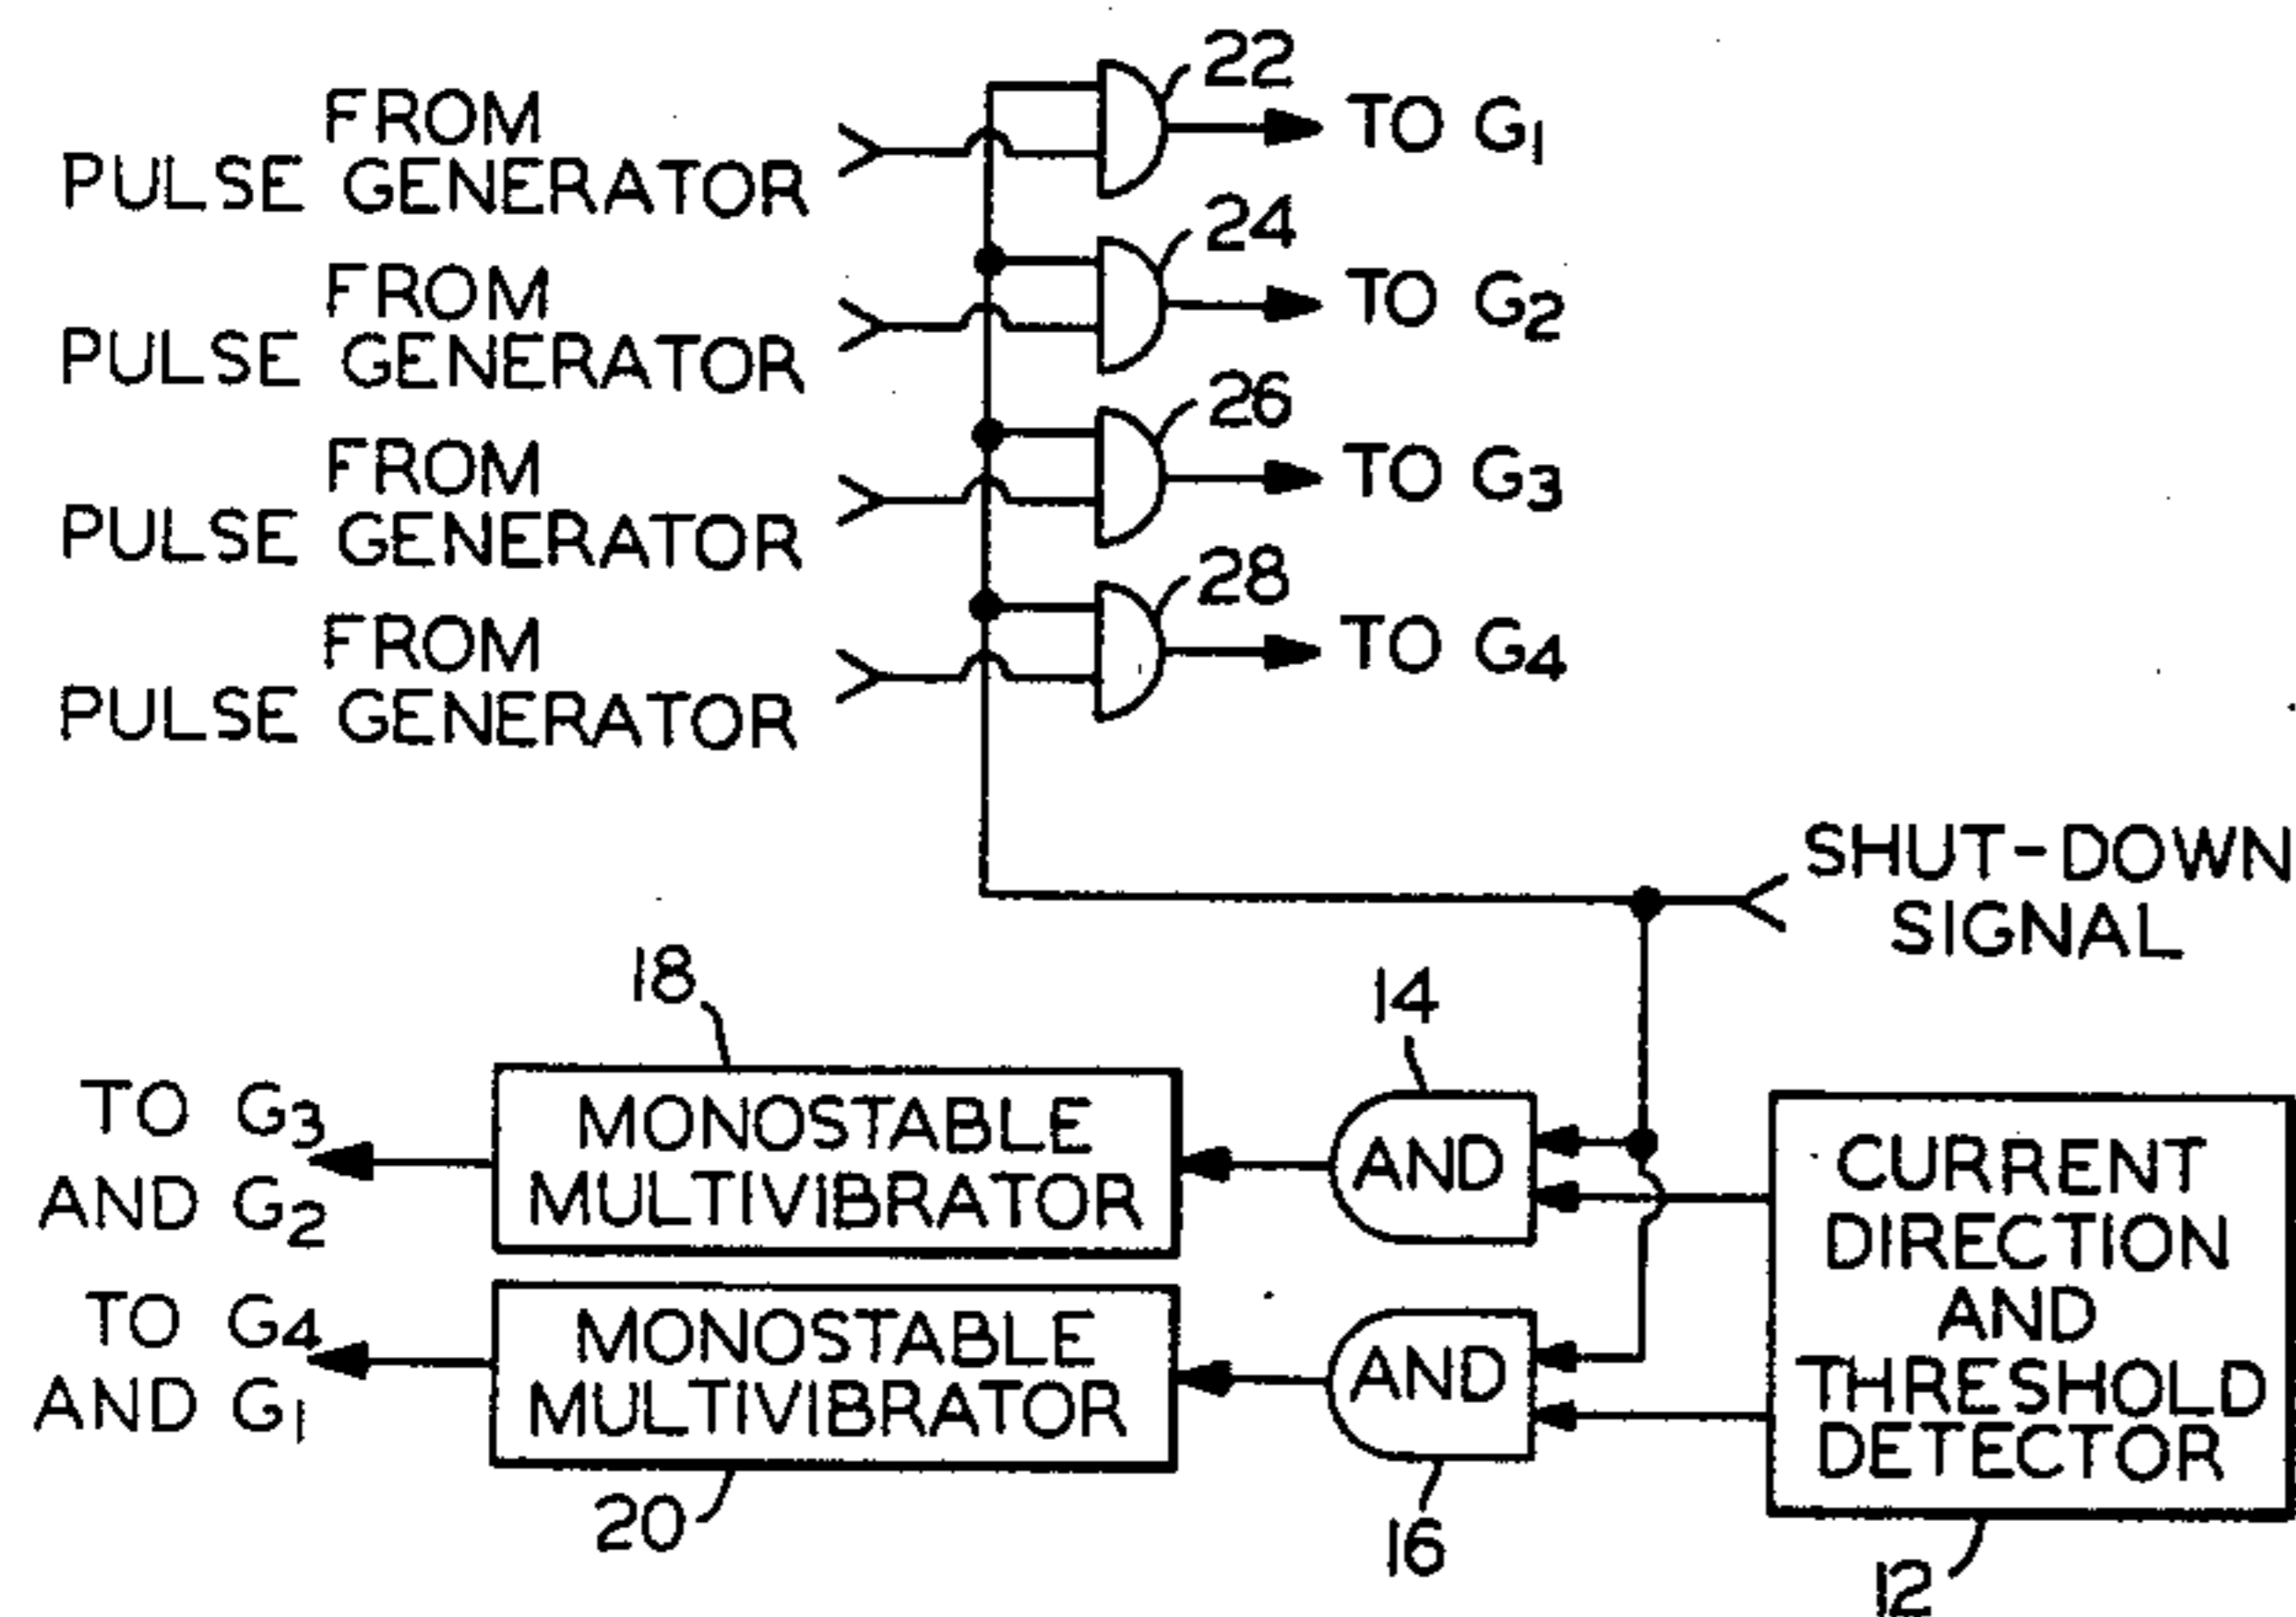 22
FROM
PULSE GENERATOR
TO G1
24
FROM
PULSE GENERATOR
TO G2
26
FROM
PULSE GENERATOR
TO G3
28
FROM
PULSE GENERATOR
TO G4
SHUT-DOWN
SIGNAL
18
14
TO G3
AND G2
MONOSTABLE
MULTIVIBRATOR
AND
CURRENT
DIRECTION
AND
THRESHOLD
DETECTOR
TO G4
AND G1
MONOSTABLE
MULTIVIBRATOR
AND
20
16
12